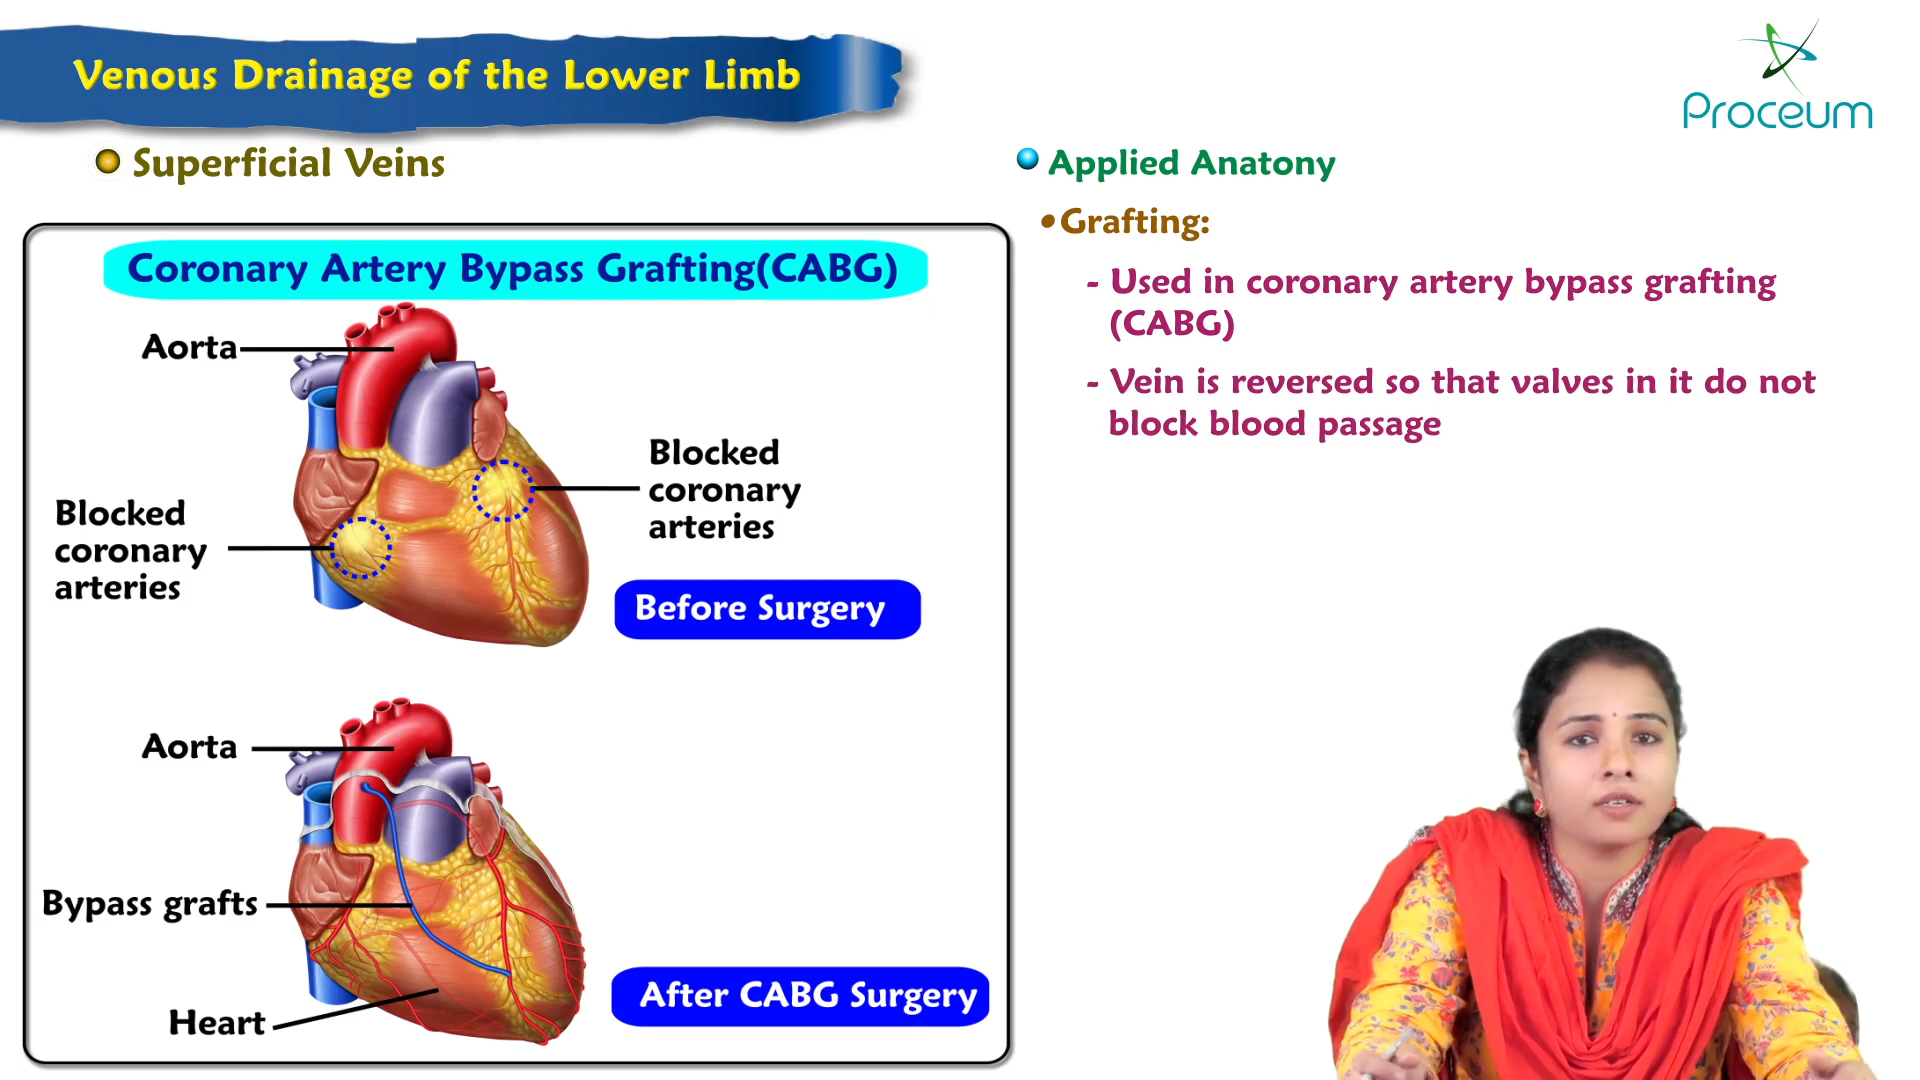 Venous Drainage of the Lower Limb
Proceum
Superficial Veins
Coronary Artery Bypass Grafting(CABG)
Aorta
Blocked
coronary
arteries
Blocked
coronary
arteries
Before Surgery
Aorta
Bypass grafts
After CABG Surgery
Heart
Applied Anatony
•Grafting:
- Used in coronary artery bypass grafting
(CABG)
- Vein is reversed so that valves in it do not
block blood passage